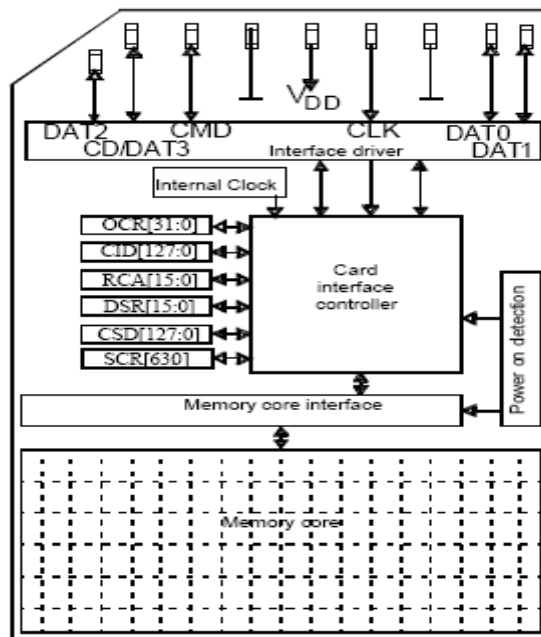 VDD
DAT2 CMD CLK DAT0
CD/DAT3 Interface driver DAT1
Internal Clock
OCR[31:0]
CID[127:0]
RCA[15:0]
DSR[15:0]
CSD[127:0]
SCR[630]
Card
interface
controller
Power on detection
Memory core interface
Memory core